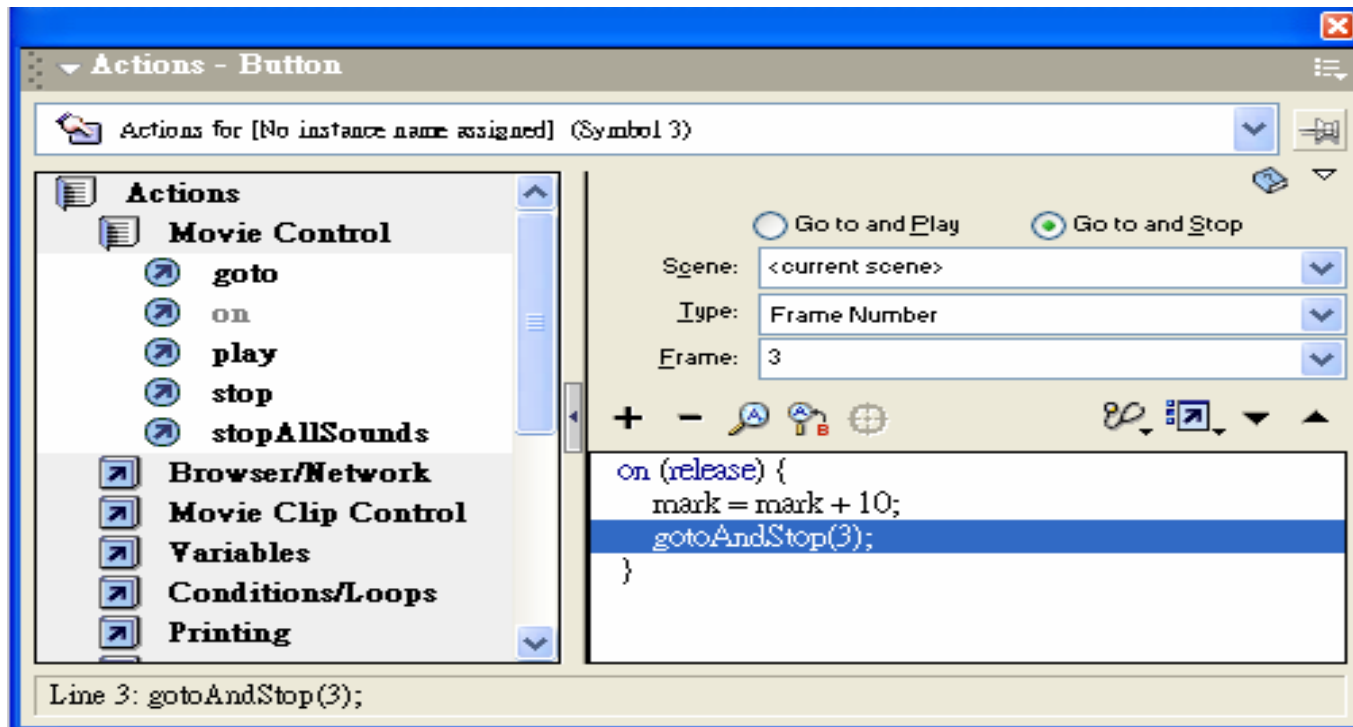 Actions - Button
Actions for [No instance name assigned] (Symbol 3)
Actions
Movie Control
goto
on
play
stop
stopAllSounds
Browser/Network
Movie Clip Control
Variables
Conditions/Loops
Printing
Go to and Play
Go to and Stop
Scene: <current scene>
Type: Frame Number
Frame: 3
on (release) {
mark = mark + 10;
gotoAndStop(3);
}
Line 3: gotoAndStop(3);